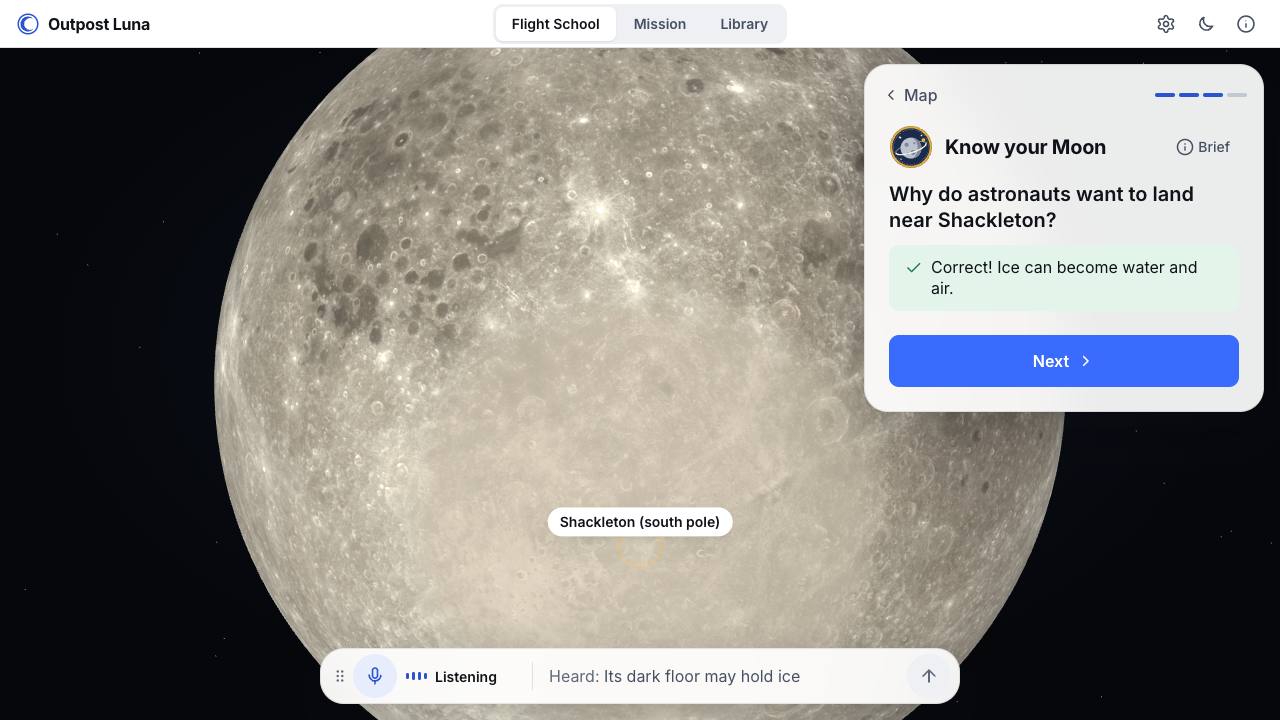 Outpost Luna
Flight School
Mission
Library
Map
Know your Moon
Brief
Why do astronauts want to land
near Shackleton?
Correct! Ice can become water and
air.
Next
Shackleton (south pole)
Listening
Heard: Its dark floor may hold ice